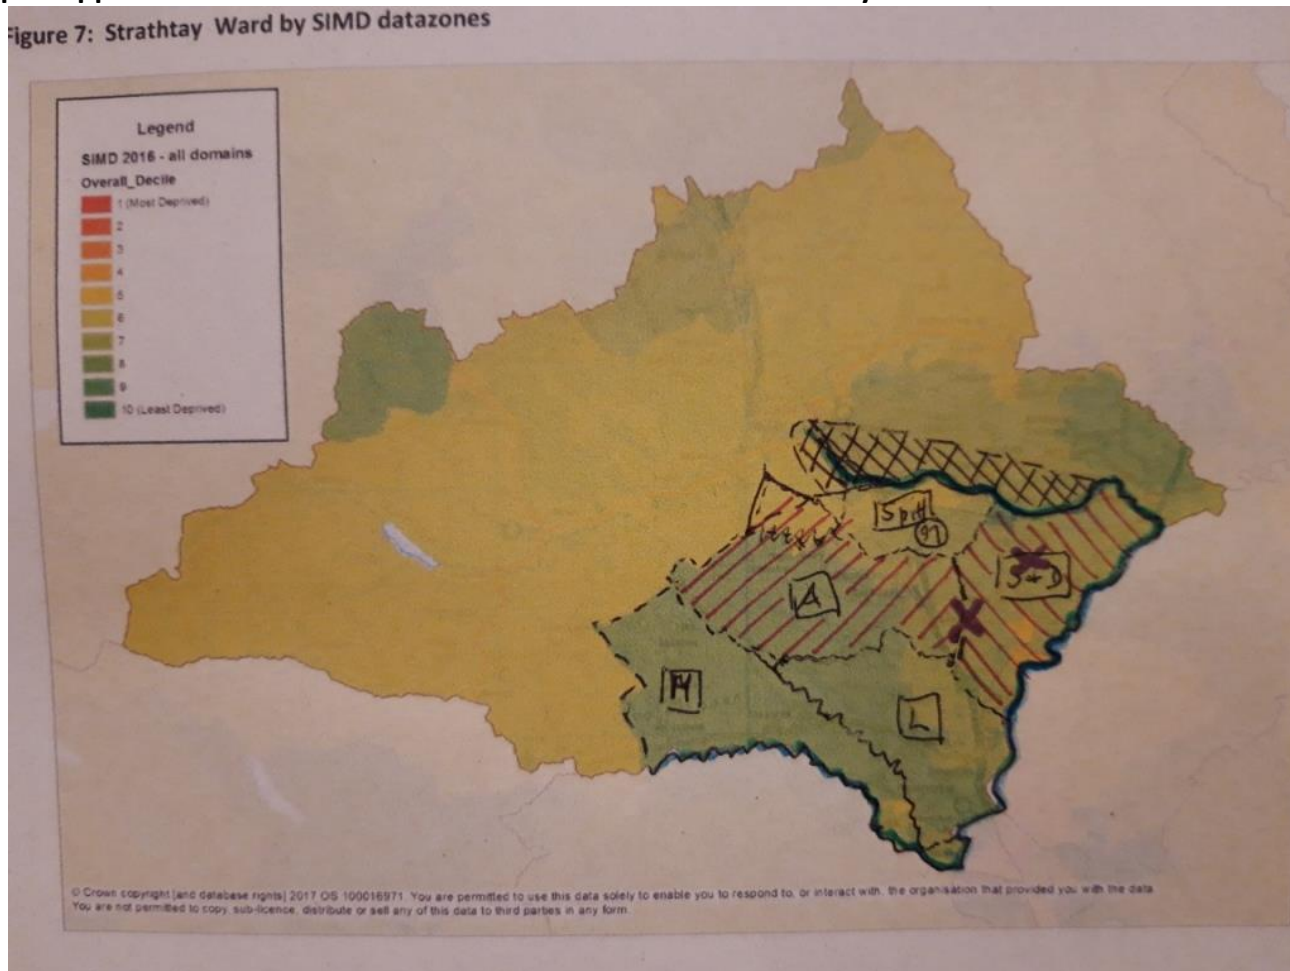 Figure 7: Strathtay Ward by SIMD datazones
Legend
SIMD 2016 - all domains
Overall_Decile
1 (Most Deprived)
2
3
4
5
6
7
8
9
10 (Least Deprived)
A
H
L
© Crown copyright [and database rights] 2017 OS 100016971. You are permitted to use this data solely to enable you to respond to, or interact with, the organisation that provided you with the data
You are not permitted to copy, sub-licence, distribute or sell any of this data to third parties in any form.